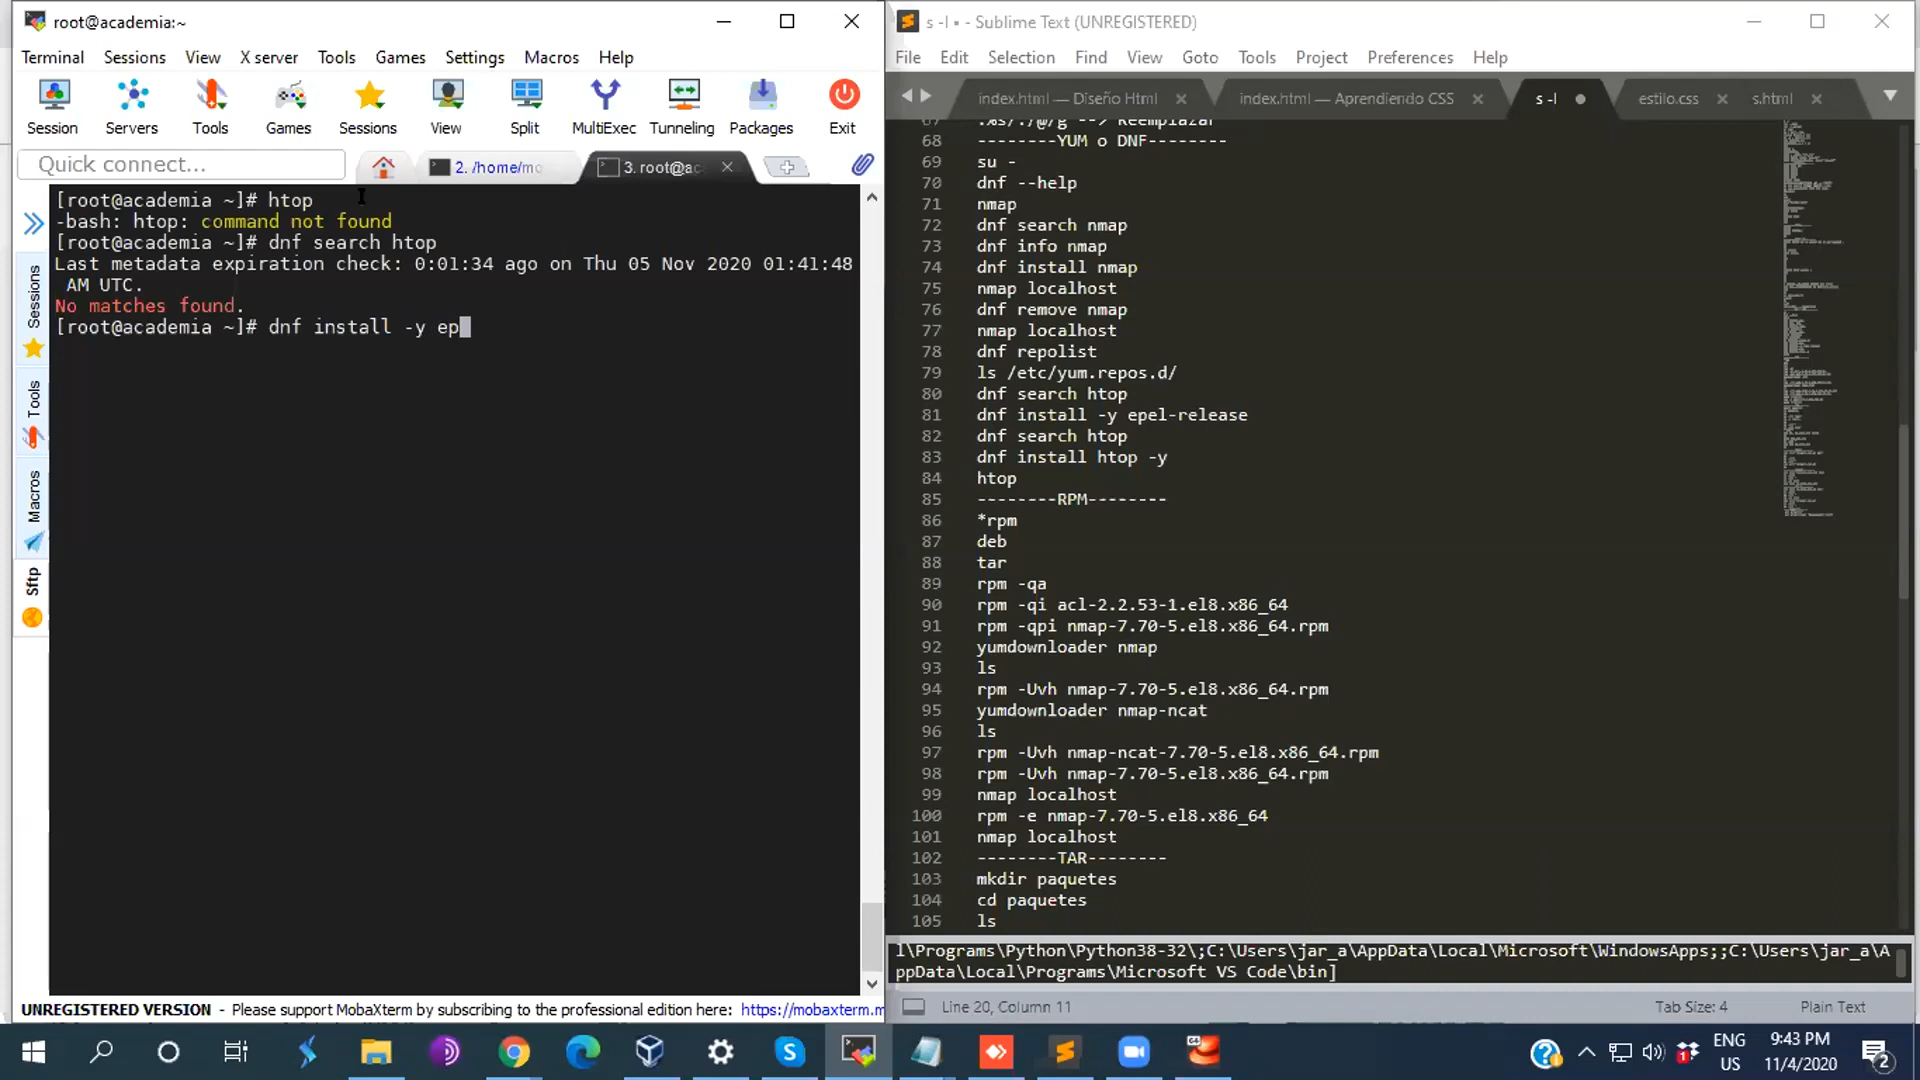 root@academia:~
Terminal Sessions View X server Tools Games Settings Macros Help
Session Servers Tools Games Sessions View Split MultiExec Tunneling Packages Exit
Quick connect...
2. /home/mo
3. root@ac
[root@academia ~]# htop
-bash: htop: command not found
[root@academia ~]# dnf search htop
Last metadata expiration check: 0:01:34 ago on Thu 05 Nov 2020 01:41:48
AM UTC.
No matches found.
[root@academia ~]# dnf install -y ep
Sessions
Tools
Macros
Sftp
UNREGISTERED VERSION - Please support MobaXterm by subscribing to the professional edition here: https://mobaxterm.m
s -l • - Sublime Text (UNREGISTERED)
File Edit Selection Find View Goto Tools Project Preferences Help
index.html — Diseño Html
index.html — Aprendiendo CSS
s -l
estilo.css
s.html
67 :%s/./@/g --> Reemplazar
68 --------YUM o DNF--------
69 su -
70 dnf --help
71 nmap
72 dnf search nmap
73 dnf info nmap
74 dnf install nmap
75 nmap localhost
76 dnf remove nmap
77 nmap localhost
78 dnf repolist
79 ls /etc/yum.repos.d/
80 dnf search htop
81 dnf install -y epel-release
82 dnf search htop
83 dnf install htop -y
84 htop
85 --------RPM--------
86 *rpm
87 deb
88 tar
89 rpm -qa
90 rpm -qi acl-2.2.53-1.el8.x86_64
91 rpm -qpi nmap-7.70-5.el8.x86_64.rpm
92 yumdownloader nmap
93 ls
94 rpm -Uvh nmap-7.70-5.el8.x86_64.rpm
95 yumdownloader nmap-ncat
96 ls
97 rpm -Uvh nmap-ncat-7.70-5.el8.x86_64.rpm
98 rpm -Uvh nmap-7.70-5.el8.x86_64.rpm
99 nmap localhost
100 rpm -e nmap-7.70-5.el8.x86_64
101 nmap localhost
102 --------TAR--------
103 mkdir paquetes
104 cd paquetes
105 ls
l\Programs\Python\Python38-32\;C:\Users\jar_a\AppData\Local\Microsoft\WindowsApps;;C:\Users\jar_a\A
ppData\Local\Programs\Microsoft VS Code\bin]
Line 20, Column 11
Tab Size: 4
Plain Text
ENG
US
9:43 PM
11/4/2020
2